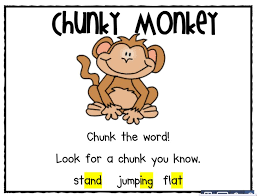 Chunky Monkey
Chunk the word!
Look for a chunk you know.
stand jumping flat